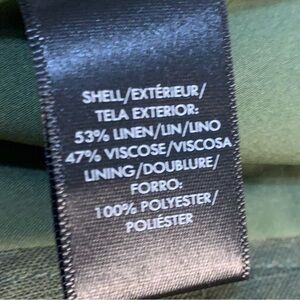 SHELL/EXTÉRIEUR/
TELA EXTERIOR:
53% LINEN/LIN/LINO
47% VISCOSE/VISCOSA
LINING/DOUBLURE/
FORRO:
100% POLYESTER/
POLIÉSTER